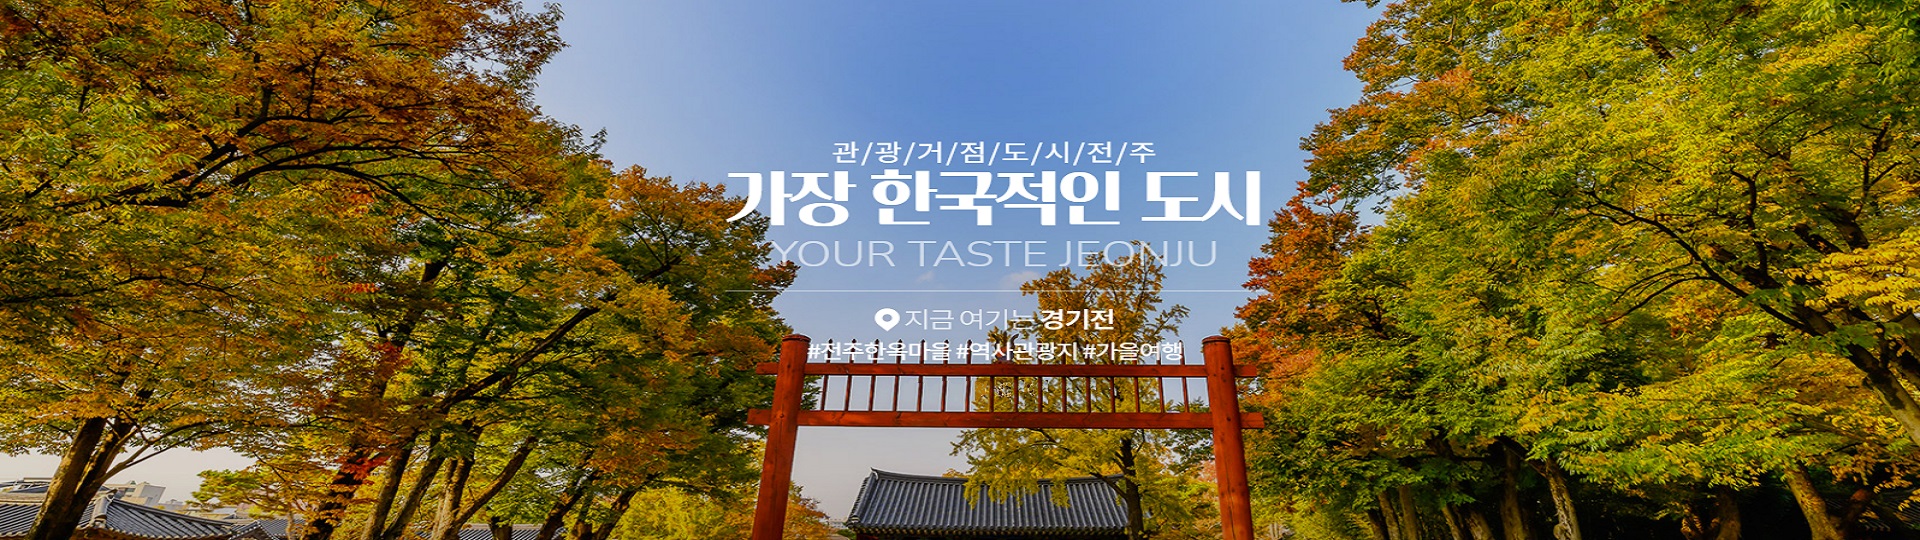 관/광/거/점/도/시/전/주
가장 한국적인 도시
YOUR TASTE JEONJU
지금 여기는 경기전
#전주한옥마을 #역사관광지 #가을여행